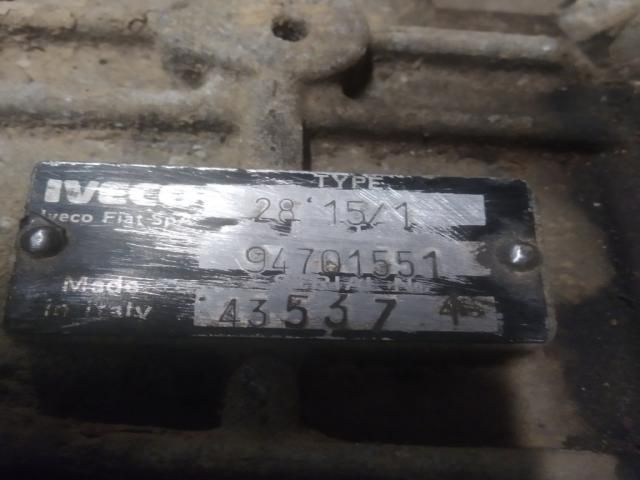 TYPE
IVECO 28 15/1
Iveco Fiat SpA
94701551
Made
in Italy 43537